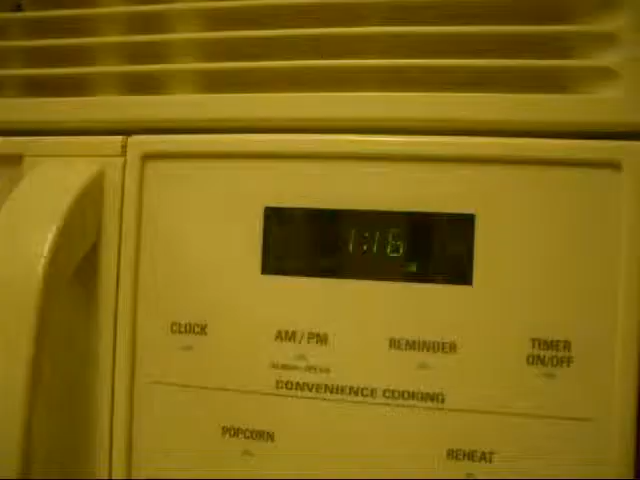 1:16
CLOCK
AM/PM
REMINDER
TIMER
ON/OFF
CONVENIENCE COOKING
POPCORN
REHEAT